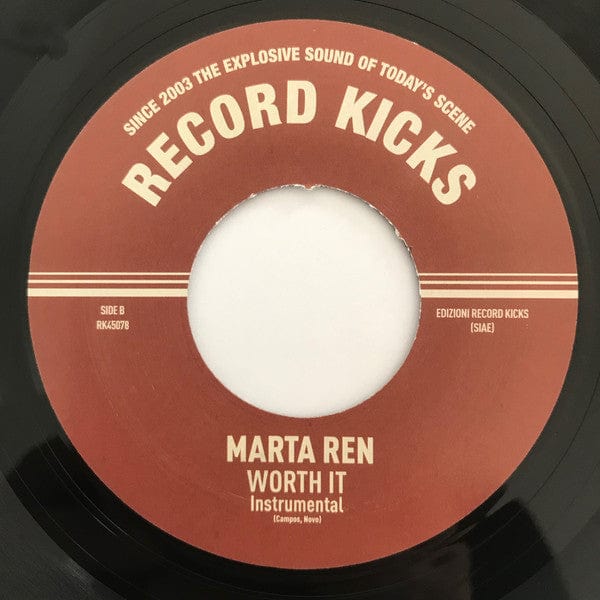 SINCE 2003 THE EXPLOSIVE SOUND OF TODAY'S SCENE
RECORD KICKS
SIDE B
RK45078
EDIZIONI RECORD KICKS
(SIAE)
MARTA REN
WORTH IT
Instrumental
(Campos, Novo)